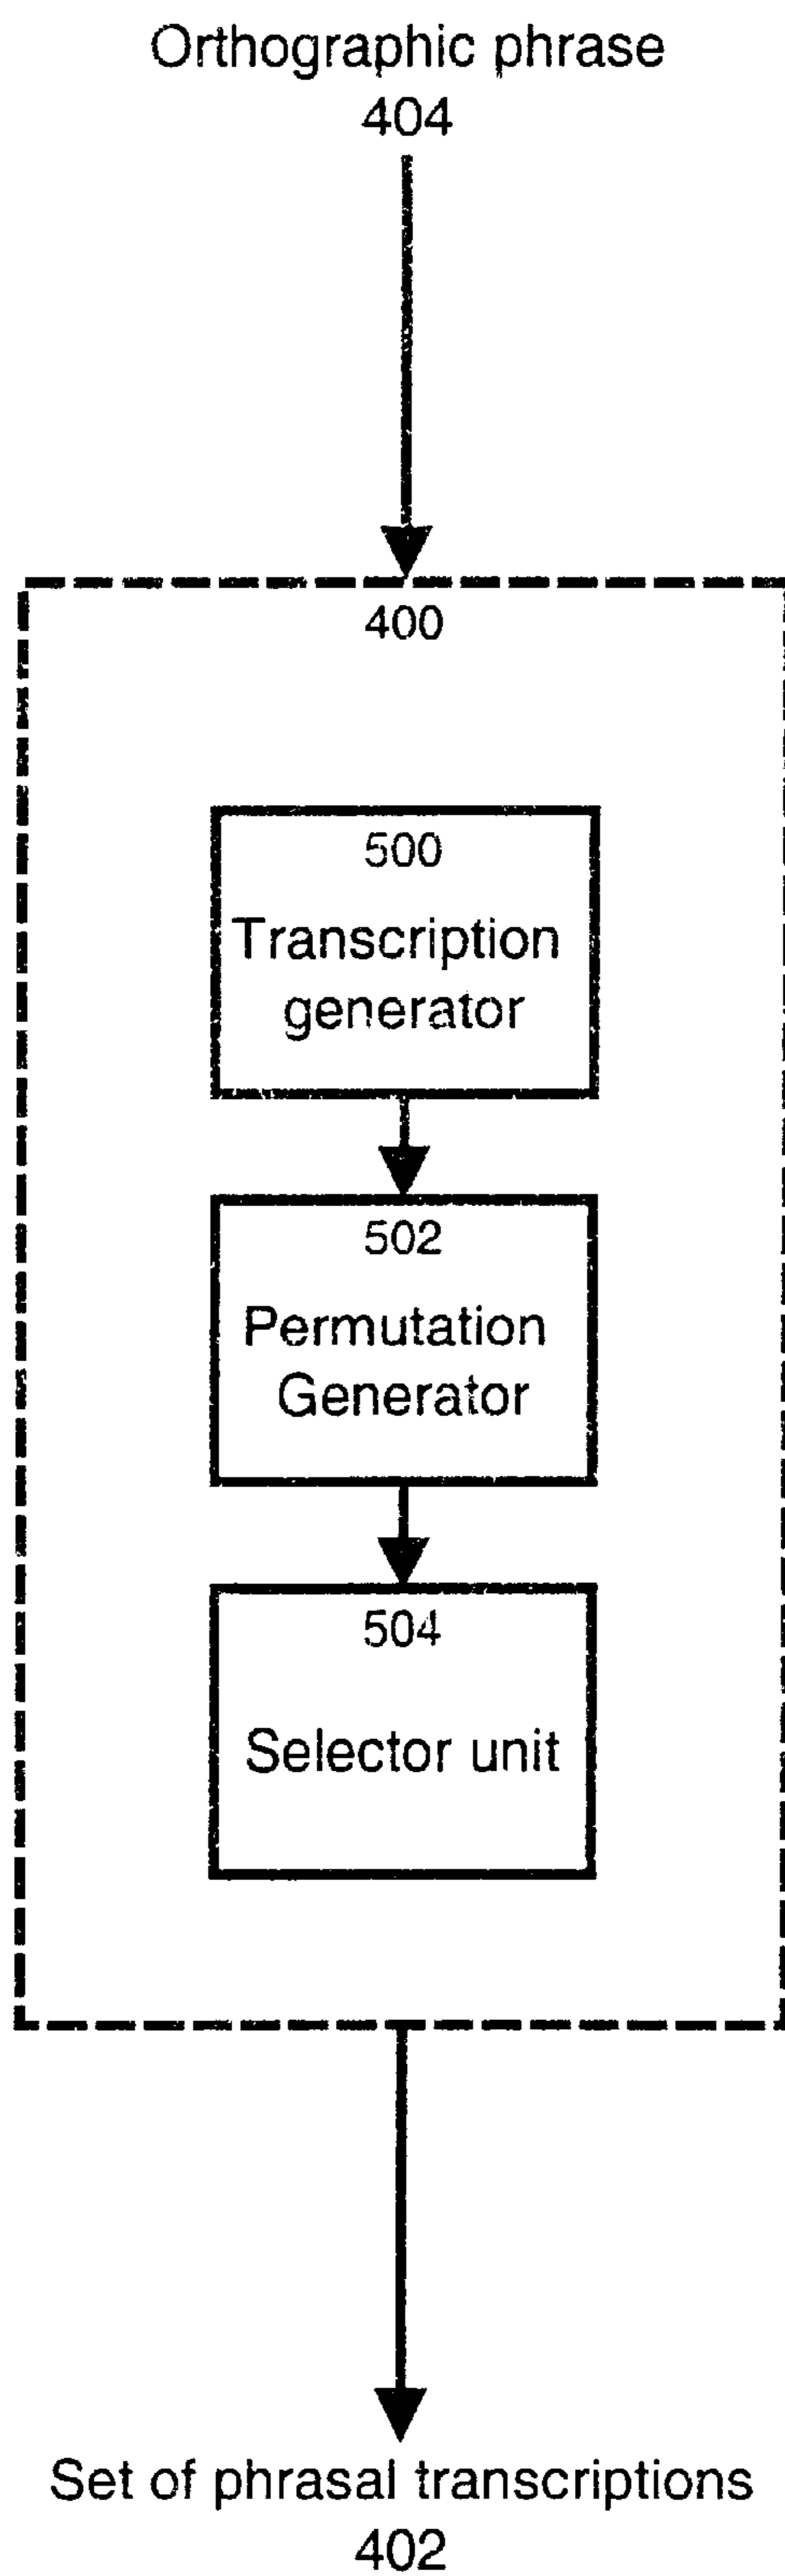 Orthographic phrase
404
400
500
Transcription
generator
502
Permutation
Generator
504
Selector unit
Set of phrasal transcriptions
402